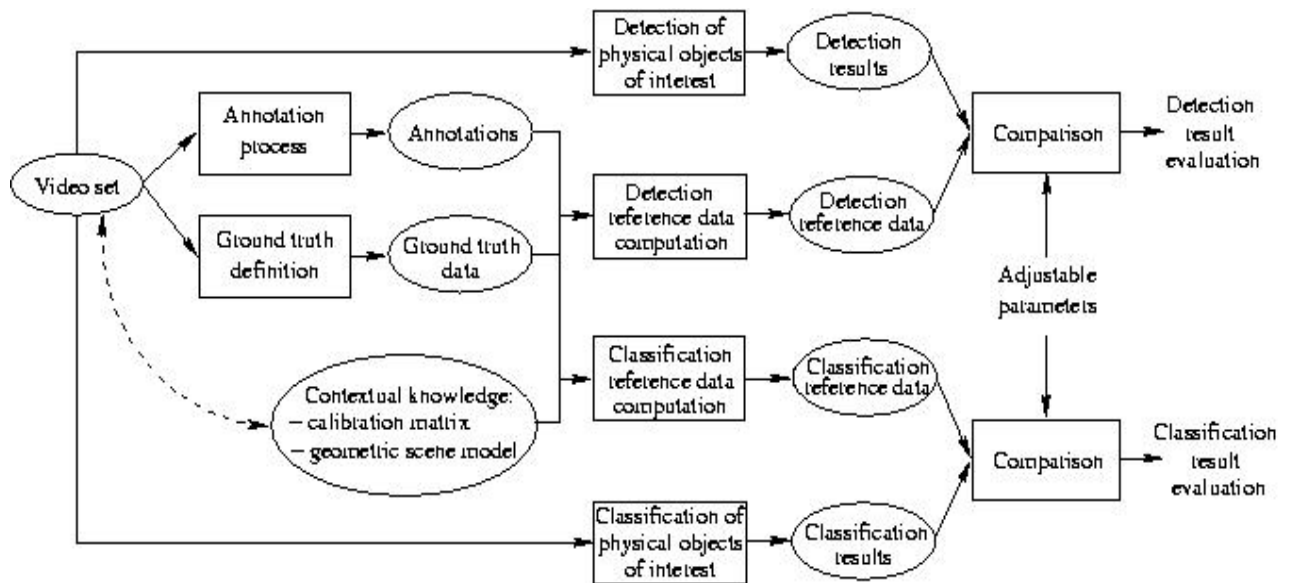 Detection of
physical objects
of interest
Detection
results
Annotation
process
Annotations
Comparison
Detection
result
evaluation
Video set
Detection
reference data
computation
Detection
reference data
Ground truth
definition
Ground truth
data
Adjustable
parameters
Contextual knowledge:
– calibration matrix
– geometric scene model
Classification
reference data
computation
Classification
reference data
Comparison
Classification
result
evaluation
Classification of
physical objects
of interest
Classification
results